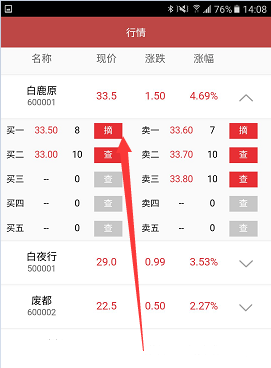 76% 14:08
行情
名称 现价 涨跌 涨幅
白鹿原 33.5 1.50 4.69%
600001
买一 33.50 8 摘 卖一 33.60 7 摘
买二 33.00 10 查 卖二 33.70 10 查
买三 -- 0 查 卖三 33.80 10 查
买四 -- 0 查 卖四 -- 0 查
买五 -- 0 查 卖五 -- 0 查
白夜行 29.0 0.99 3.53%
500001
废都 22.5 0.50 2.27%
600002